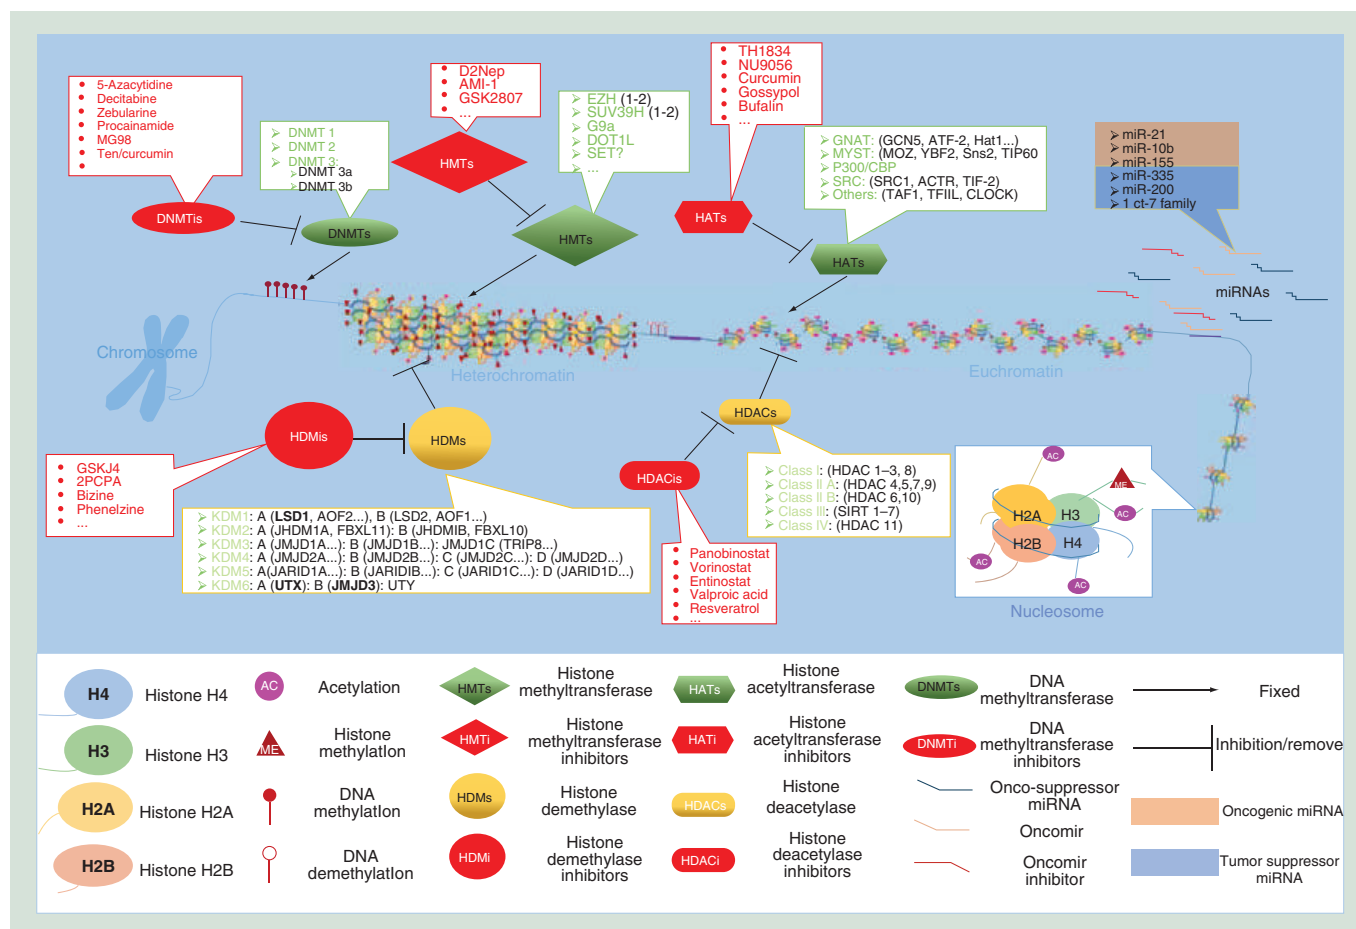 5-Azacytidine
Decitabine
Zebularine
Procainamide
MG98
Ten/curcumin
DNMTis
DNMT 1
DNMT 2
DNMT 3:
DNMT 3a
DNMT 3b
DNMTs
D2Nep
AMI-1
GSK2807
...
HMTs
EZH (1-2)
SUV39H (1-2)
G9a
DOT1L
SET?
...
HMTs
TH1834
NU9056
Curcumin
Gossypol
Bufalin
...
HATs
GNAT: (GCN5, ATF-2, Hat1...)
MYST: (MOZ, YBF2, Sns2, TIP60
P300/CBP
SRC: (SRC1, ACTR, TIF-2)
Others: (TAF1, TFIIL, CLOCK)
HATs
miR-21
miR-10b
miR-155
miR-335
miR-200
1 ct-7 family
miRNAs
Chromosome
Heterochromatin
Euchromatin
HDMis
HDMs
GSKJ4
2PCPA
Bizine
Phenelzine
...
KDM1: A (LSD1, AOF2...), B (LSD2, AOF1...)
KDM2: A (JHDM1A, FBXL11): B (JHDMIB, FBXL10)
KDM3: A (JMJD1A...): B (JMJD1B...): JMJD1C (TRIP8...)
KDM4: A (JMJD2A...): B (JMJD2B...): C (JMJD2C...): D (JMJD2D...)
KDM5: A(JARID1A...): B (JARIDIB...): C (JARID1C...): D (JARID1D...)
KDM6: A (UTX): B (JMJD3): UTY
HDACs
HDACis
Class I: (HDAC 1–3, 8)
Class II A: (HDAC 4,5,7,9)
Class II B: (HDAC 6,10)
Class III: (SIRT 1–7)
Class IV: (HDAC 11)
Panobinostat
Vorinostat
Entinostat
Valproic acid
Resveratrol
...
AC
ME
H2A
H3
AC
H2B
H4
AC
AC
Nucleosome
H4
Histone H4
AC
Acetylation
HMTs
Histone
methyltransferase
HATs
Histone
acetyltransferase
DNMTs
DNA
methyltransferase
Fixed
H3
Histone H3
ME
Histone
methylatIon
HMTi
Histone
methyltransferase
inhibitors
HATi
Histone
acetyltransferase
inhibitors
DNMTi
DNA
methyltransferase
inhibitors
Inhibition/remove
H2A
Histone H2A
DNA
methylatIon
HDMs
Histone
demethylase
HDACs
Histone
deacetylase
Onco-suppressor
miRNA
Oncomir
Oncogenic miRNA
H2B
Histone H2B
DNA
demethylatIon
HDMi
Histone
demethylase
inhibitors
HDACi
Histone
deacetylase
inhibitors
Oncomir
inhibitor
Tumor suppressor
miRNA